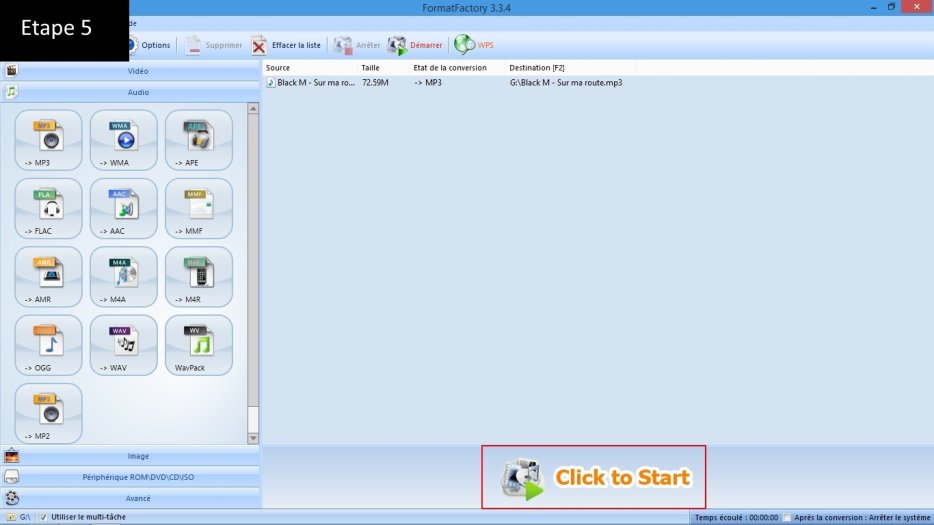 FormatFactory 3.3.4
Etape 5
de
Options
Supprimer
Effacer la liste
Arrêter
Démarrer
WPS
Vidéo
Audio
MP3
-> MP3
WMA
-> WMA
APE
-> APE
FLA
-> FLAC
AAC
-> AAC
MMF
-> MMF
AMR
-> AMR
M4A
-> M4A
M4R
-> M4R
OGG
-> OGG
WAV
-> WAV
WV
WavPack
MP3
-> MP2
Image
Périphérique ROM\DVD\CD\ISO
Avancé
Source Taille Etat de la conversion Destination [F2]
Black M - Sur ma ro... 72.59M -> MP3 G:\Black M - Sur ma route.mp3
Click to Start
G:\ Utiliser le multi-tâche
Temps écoulé : 00:00:00 Après la conversion : Arrêter le système